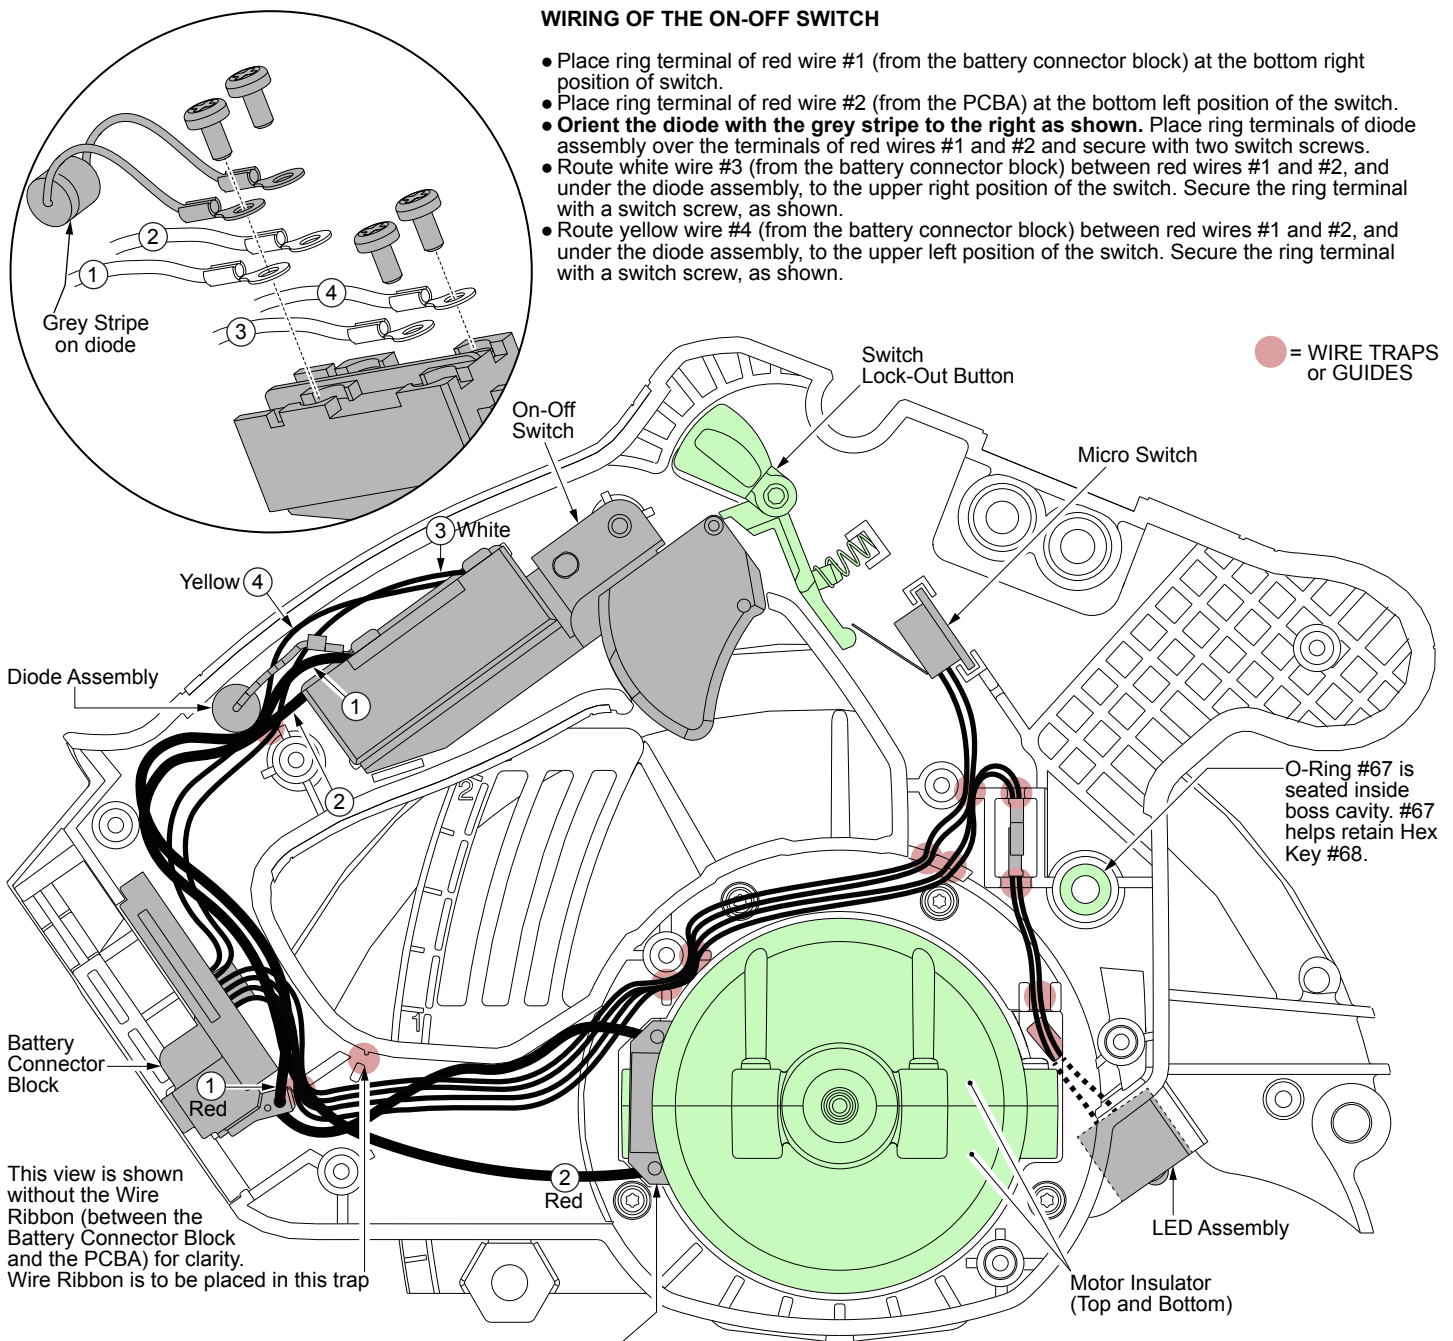 WIRING OF THE ON-OFF SWITCH
● Place ring terminal of red wire #1 (from the battery connector block) at the bottom right
position of switch.
● Place ring terminal of red wire #2 (from the PCBA) at the bottom left position of the switch.
● Orient the diode with the grey stripe to the right as shown. Place ring terminals of diode
assembly over the terminals of red wires #1 and #2 and secure with two switch screws.
● Route white wire #3 (from the battery connector block) between red wires #1 and #2, and
under the diode assembly, to the upper right position of the switch. Secure the ring terminal
with a switch screw, as shown.
● Route yellow wire #4 (from the battery connector block) between red wires #1 and #2, and
under the diode assembly, to the upper left position of the switch. Secure the ring terminal
with a switch screw, as shown.
2
1
4
3
Grey Stripe
on diode
= WIRE TRAPS
or GUIDES
Switch
Lock-Out Button
On-Off
Switch
Micro Switch
3 White
Yellow 4
Diode Assembly
1
2
2
1
O-Ring #67 is
seated inside
boss cavity. #67
helps retain Hex
Key #68.
Battery
Connector
Block
1
Red
2
Red
This view is shown
without the Wire
Ribbon (between the
Battery Connector Block
and the PCBA) for clarity.
Wire Ribbon is to be placed in this trap
LED Assembly
Motor Insulator
(Top and Bottom)